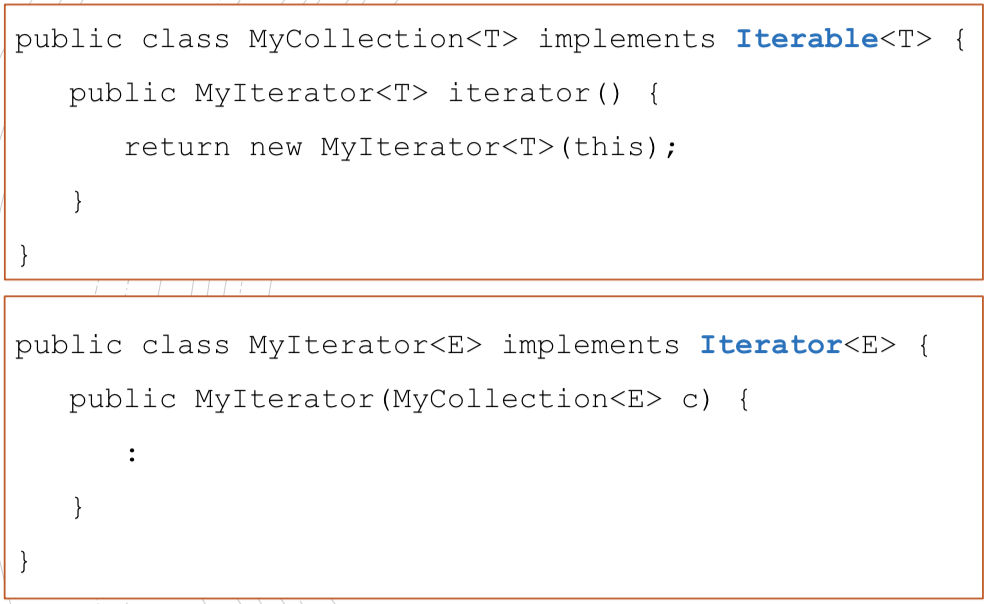 public class MyCollection<T> implements Iterable<T> {
public MyIterator<T> iterator() {
return new MyIterator<T>(this);
}
}
public class MyIterator<E> implements Iterator<E> {
public MyIterator(MyCollection<E> c) {
:
}
}